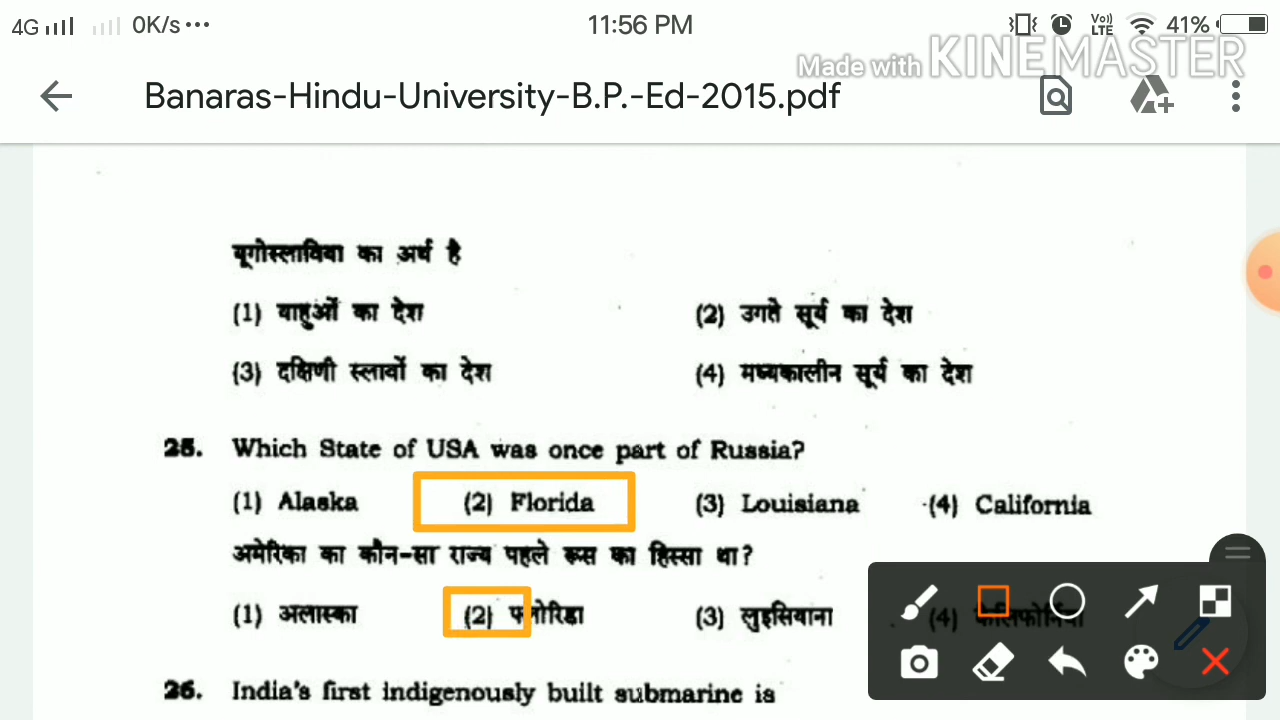 4G 0K/s 11:56 PM Vo)) LTE 41%
Made with KINEMASTER
Banaras-Hindu-University-B.P.-Ed-2015.pdf
यूगोस्लाविया का अर्थ है
(1) याहुओं का देश (2) उगते सूर्य का देश
(3) दक्षिणी स्लावों का देश (4) मध्यकालीन सूर्य का देश
25. Which State of USA was once part of Russia?
(1) Alaska (2) Florida (3) Louisiana (4) California
अमेरिका का कौन-सा राज्य पहले रूस का हिस्सा था?
(1) अलास्का (2) फ्लोरिडा (3) लुइसियाना (4) कैलिफोर्निया
26. India's first indigenously built submarine is